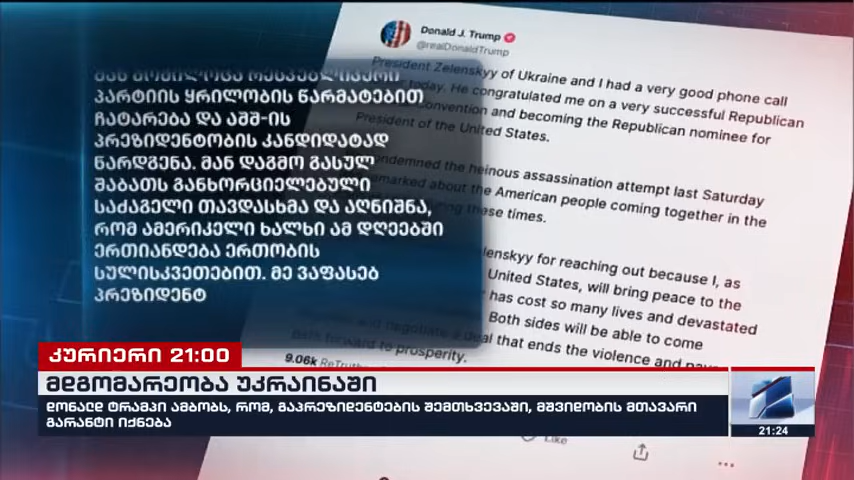 Donald J. Trump
@realDonaldTrump
President Zelenskyy of Ukraine and I had a very good phone call
today. He congratulated me on a very successful Republican
Convention and becoming the Republican nominee for
President of the United States.
condemned the heinous assassination attempt last Saturday
remarked about the American people coming together in the
these times.
Zelenskyy for reaching out because I, as
United States, will bring peace to the
has cost so many lives and devastated
Both sides will be able to come
and negotiate a deal that ends the violence and
path forward to prosperity.
9.06k ReTruths
Like
პარტიის ყრილობის წარმატებით
ჩატარება და აშშ-ის
პრეზიდენტობის კანდიდატად
წარდგენა. მან დაგმო გასულ
შაბათს განხორციელებული
საძაგელი თავდასხმა და აღნიშნა,
რომ ამერიკელი ხალხი ამ დღეებში
ერთიანდება ერთობის
სულისკვეთებით. მე ვაფასებ
პრეზიდენტ
კურიერი 21:00
მდგომარეობა უკრაინაში
დონალდ ტრამპი ამბობს, რომ, გაპრეზიდენტების შემთხვევაში, მშვიდობის მთავარი
გარანტი იქნება
21:24